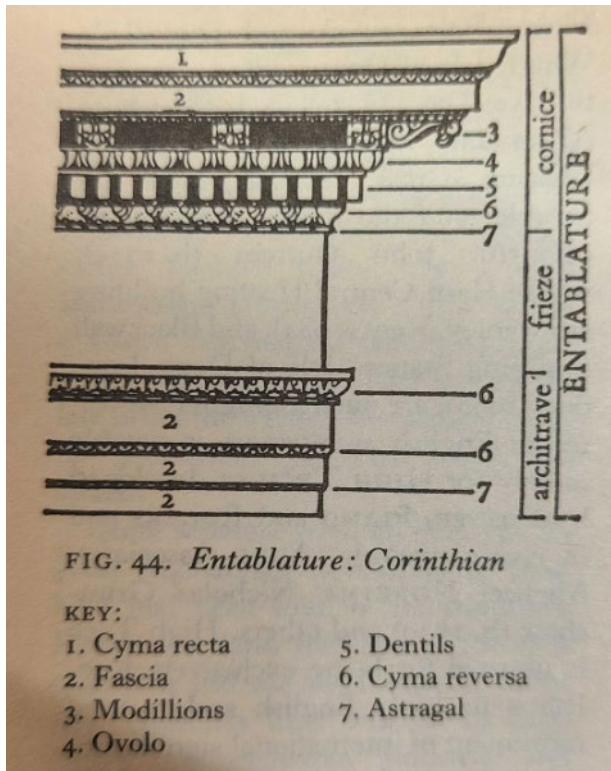 1
2
3
4
5
6
7
6
2
6
2
7
2
cornice
frieze
architrave
ENTABLATURE
FIG. 44. Entablature: Corinthian
KEY:
1. Cyma recta
2. Fascia
3. Modillions
4. Ovolo
5. Dentils
6. Cyma reversa
7. Astragal